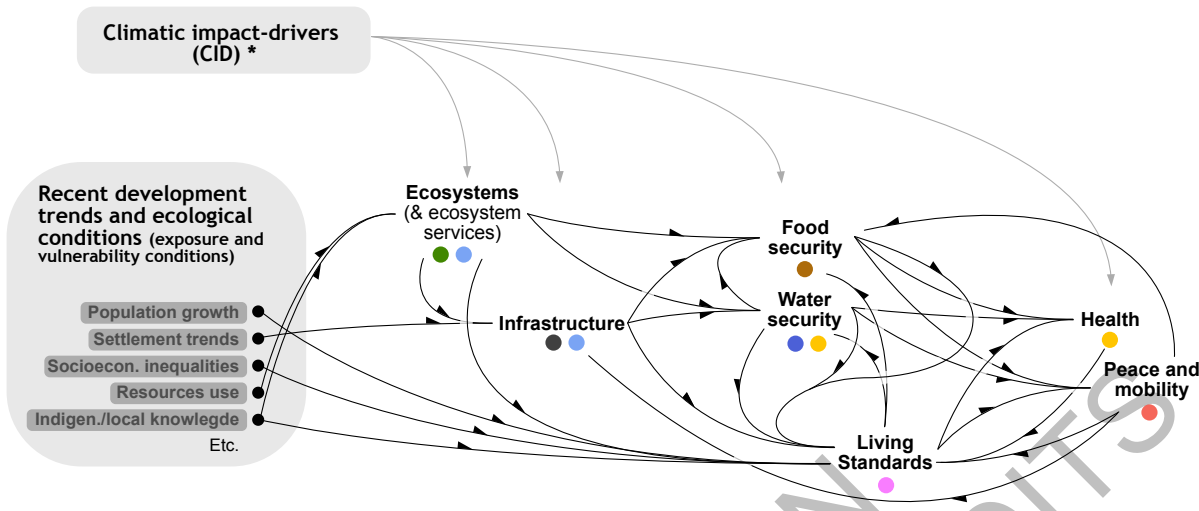 Climatic impact-drivers
(CID) *
Recent development
trends and ecological
conditions (exposure and
vulnerability conditions)
Population growth
Settlement trends
Socioecon. inequalities
Resources use
Indigen./local knowlegde
Etc.
Ecosystems
(& ecosystem
services)
Infrastructure
Food
security
Water
security
Living
Standards
Health
Peace and
mobility